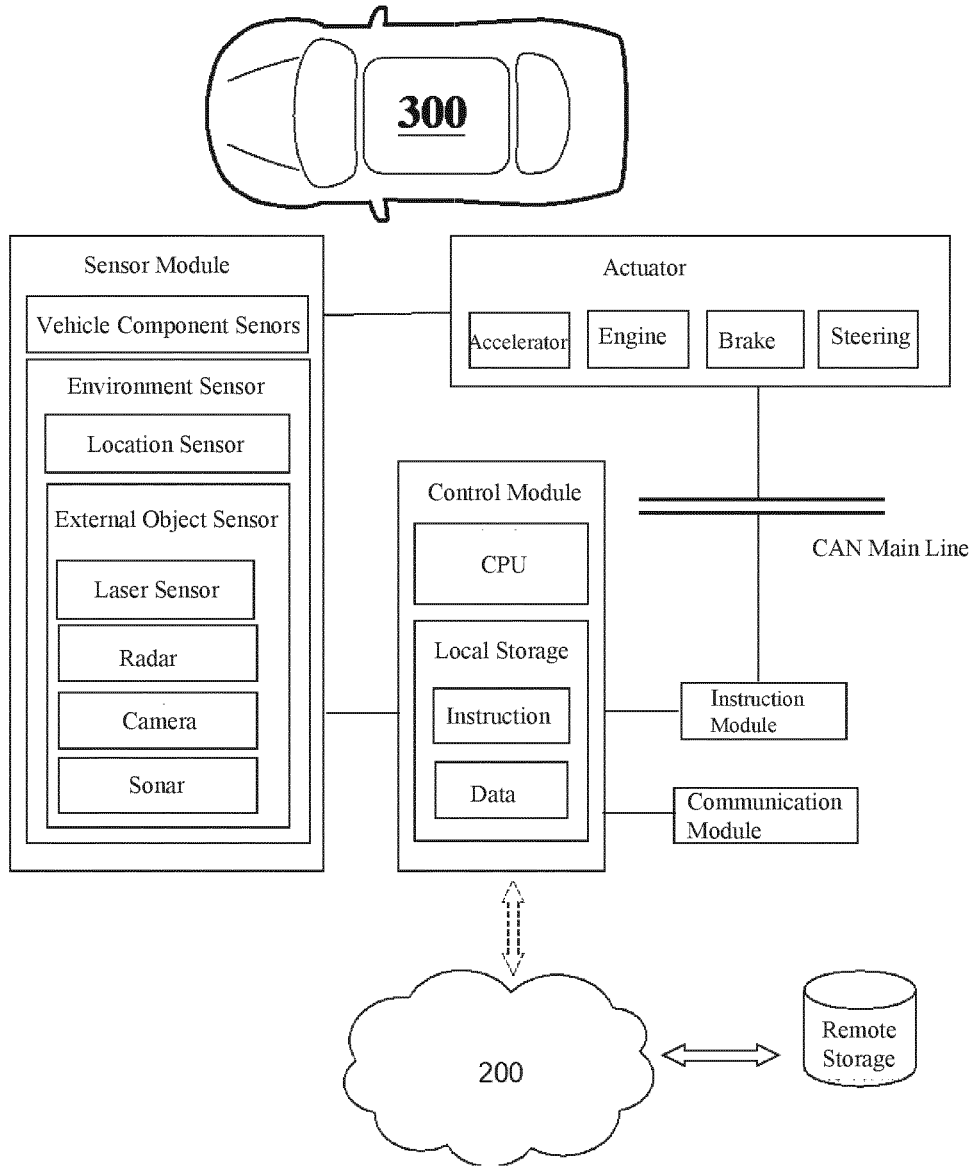 300
Sensor Module
Vehicle Component Senors
Environment Sensor
Location Sensor
External Object Sensor
Laser Sensor
Radar
Camera
Sonar
Actuator
Accelerator
Engine
Brake
Steering
Control Module
CPU
Local Storage
Instruction
Data
CAN Main Line
Instruction
Module
Communication
Module
200
Remote
Storage